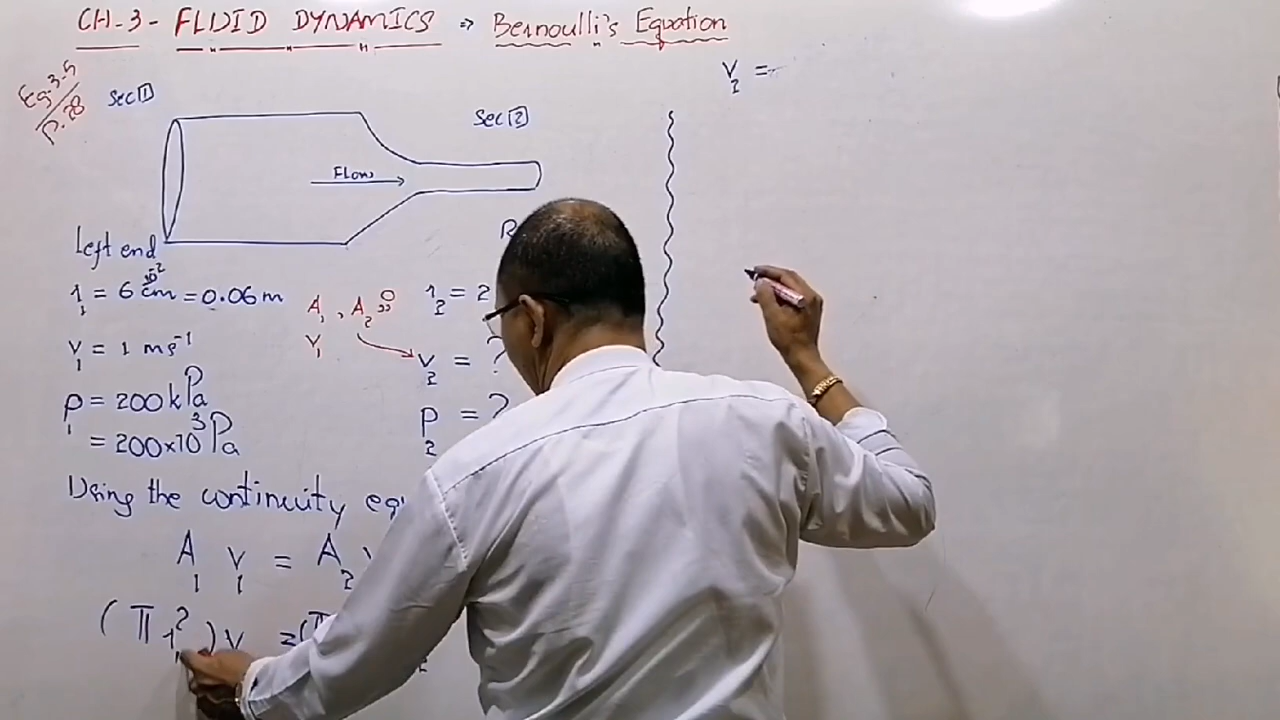 CH-3- FLUID DYNAMICS ⇒ Bernoulli's Equation
Eg-3.5
P.28
Sec 1
Sec 2
Flow
Left end
R
r₁ = 6 cm = 0.06 m
10⁻²
A₁ , A₂
V₁
r₂ = 2
V₁ = 1 ms⁻¹
V₂ = ?
P₁ = 200 kPa
= 200×10³ Pa
P₂ = ?
Using the continuity eq
A₁ V₁ = A₂ V
(π r₁²) V = (π
V₂ =